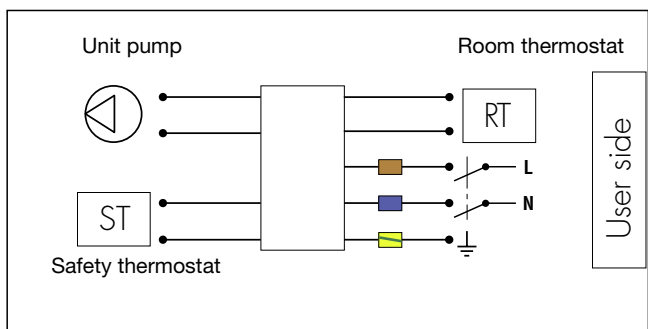 Unit pump
Room thermostat
RT
L
N
ST
Safety thermostat
User side